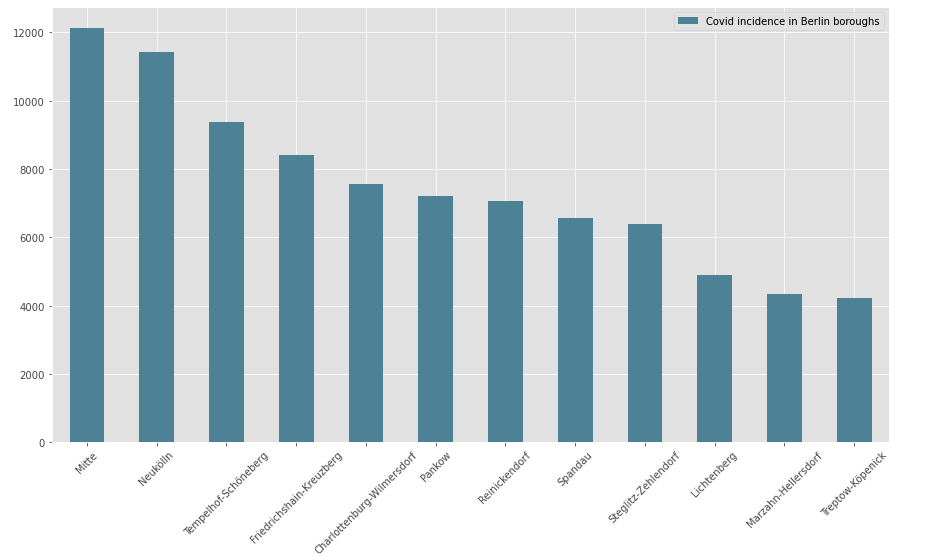 Covid incidence in Berlin boroughs
12000
10000
8000
6000
4000
2000
0
Mitte
Neukölln
Tempelhof-Schöneberg
Friedrichshain-Kreuzberg
Charlottenburg-Wilmersdorf
Pankow
Reinickendorf
Spandau
Steglitz-Zehlendorf
Lichtenberg
Marzahn-Hellersdorf
Treptow-Köpenick